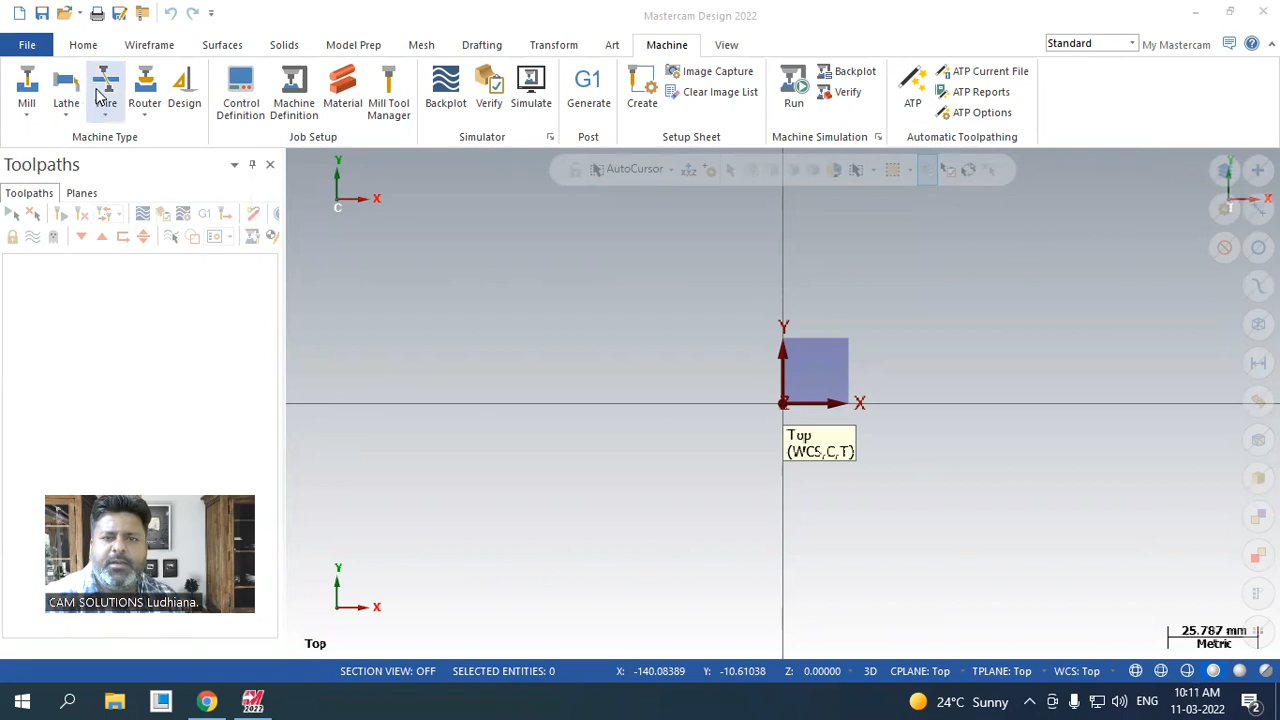 Mastercam Design 2022
File
Home
Wireframe
Surfaces
Solids
Model Prep
Mesh
Drafting
Transform
Art
Machine
View
Standard
My Mastercam
Mill
Lathe
Router
Design
Machine Type
Control Definition
Machine Definition
Material
Mill Tool Manager
Job Setup
Backplot
Verify
Simulate
Simulator
G1
Generate
Post
Create
Image Capture
Clear Image List
Setup Sheet
Run
Backplot
Verify
Machine Simulation
ATP
ATP Current File
ATP Reports
ATP Options
Automatic Toolpathing
Toolpaths
Toolpaths
Planes
G1
AutoCursor
Y
X
C
Y
X
T
Y
X
Top
(WCS,C,T)
CAM SOLUTIONS Ludhiana.
Y
X
Top
25.787 mm
Metric
SECTION VIEW: OFF
SELECTED ENTITIES: 0
X: -140.08389
Y: -10.61038
Z: 0.00000
3D
CPLANE: Top
TPLANE: Top
WCS: Top
2022
24°C Sunny
ENG
10:11 AM
11-03-2022
2